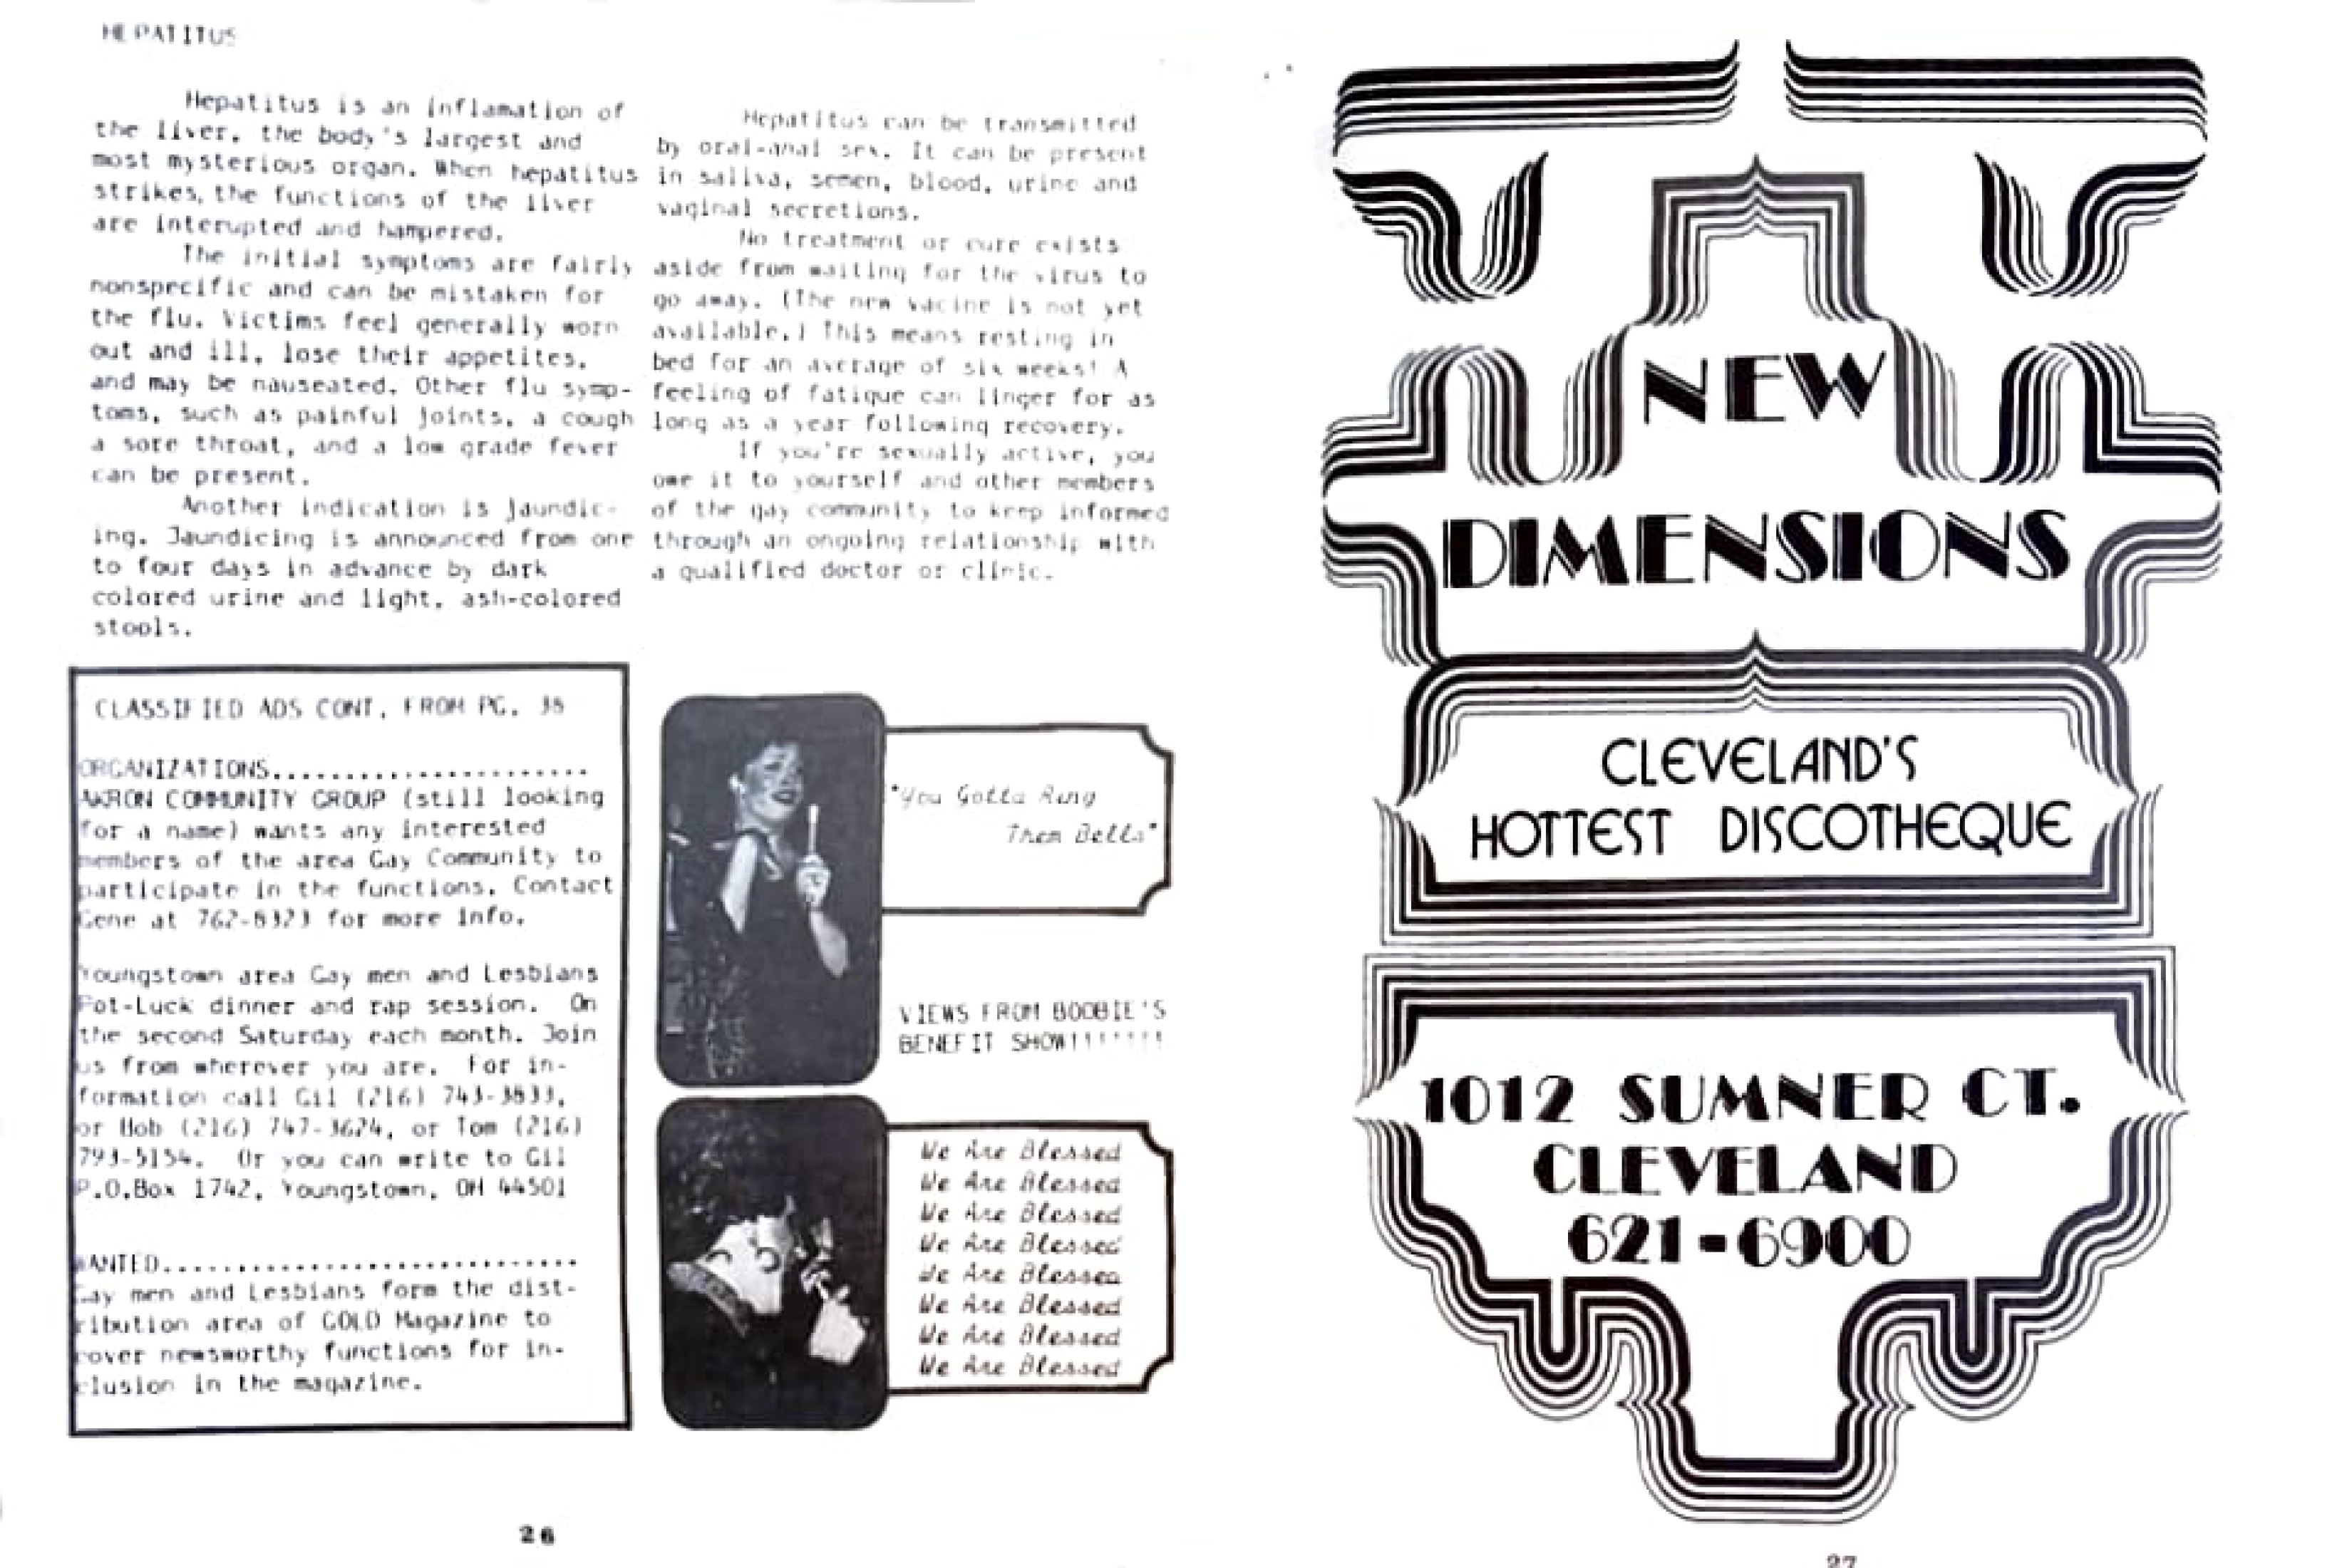 HEPATITUS
Hepatitus is an inflamation of
the liver, the body's largest and
most mysterious organ. When hepatitus
strikes, the functions of the liver
are interupted and hampered.
The initial symptoms are fairly
nonspecific and can be mistaken for
the flu. Victims feel generally worn
out and ill, lose their appetites,
and may be nauseated. Other flu symp-
toms, such as painful joints, a cough
a sore throat, and a low grade fever
can be present.
Another indication is jaundic-
ing. Jaundicing is announced from one
to four days in advance by dark
colored urine and light, ash-colored
stools.
Hepatitus can be transmitted
by oral-anal sex. It can be present
in saliva, semen, blood, urine and
vaginal secretions.
No treatment or cure exists
aside from waiting for the virus to
go away. (The new vacine is not yet
available.) This means resting in
bed for an average of six weeks! A
feeling of fatique can linger for as
long as a year following recovery.
If you're sexually active, you
owe it to yourself and other members
of the gay community to keep informed
through an ongoing relationship with
a qualified doctor or clinic.
CLASSIFIED ADS CONT. FROM PG. 38
ORGANIZATIONS......................
AKRON COMMUNITY GROUP (still looking
for a name) wants any interested
members of the area Gay Community to
participate in the functions. Contact
Gene at 762-8323 for more info.
Youngstown area Gay men and Lesbians
Pot-Luck dinner and rap session. On
the second Saturday each month. Join
us from wherever you are. For in-
formation call Gil (216) 743-3833,
or Bob (216) 747-3624, or Tom (216)
793-5154. Or you can write to Gil
P.O.Box 1742, Youngstown, OH 44501
WANTED.............................
Gay men and Lesbians form the dist-
ribution area of GOLD Magazine to
cover newsworthy functions for in-
clusion in the magazine.
"You Gotta Ring
Them Bells"
VIEWS FROM BOOBIE'S
BENEFIT SHOW!!!!!!!!
We Are Blessed
We Are Blessed
We Are Blessed
We Are Blessed
We Are Blessed
We Are Blessed
We Are Blessed
We Are Blessed
26
NEW
DIMENSIONS
CLEVELAND'S
HOTTEST DISCOTHEQUE
1012 SUMNER CT.
CLEVELAND
621-6900
27